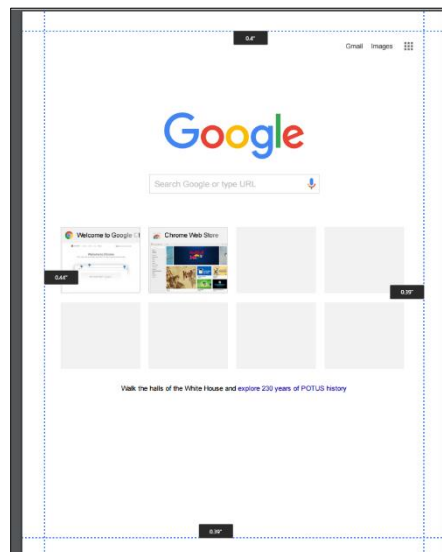 0.4"
Gmail Images
Google
Search Google or type URL
Welcome to Google Ch
Chrome Web Store
0.44"
0.39"
Walk the halls of the White House and explore 230 years of POTUS history
0.39"